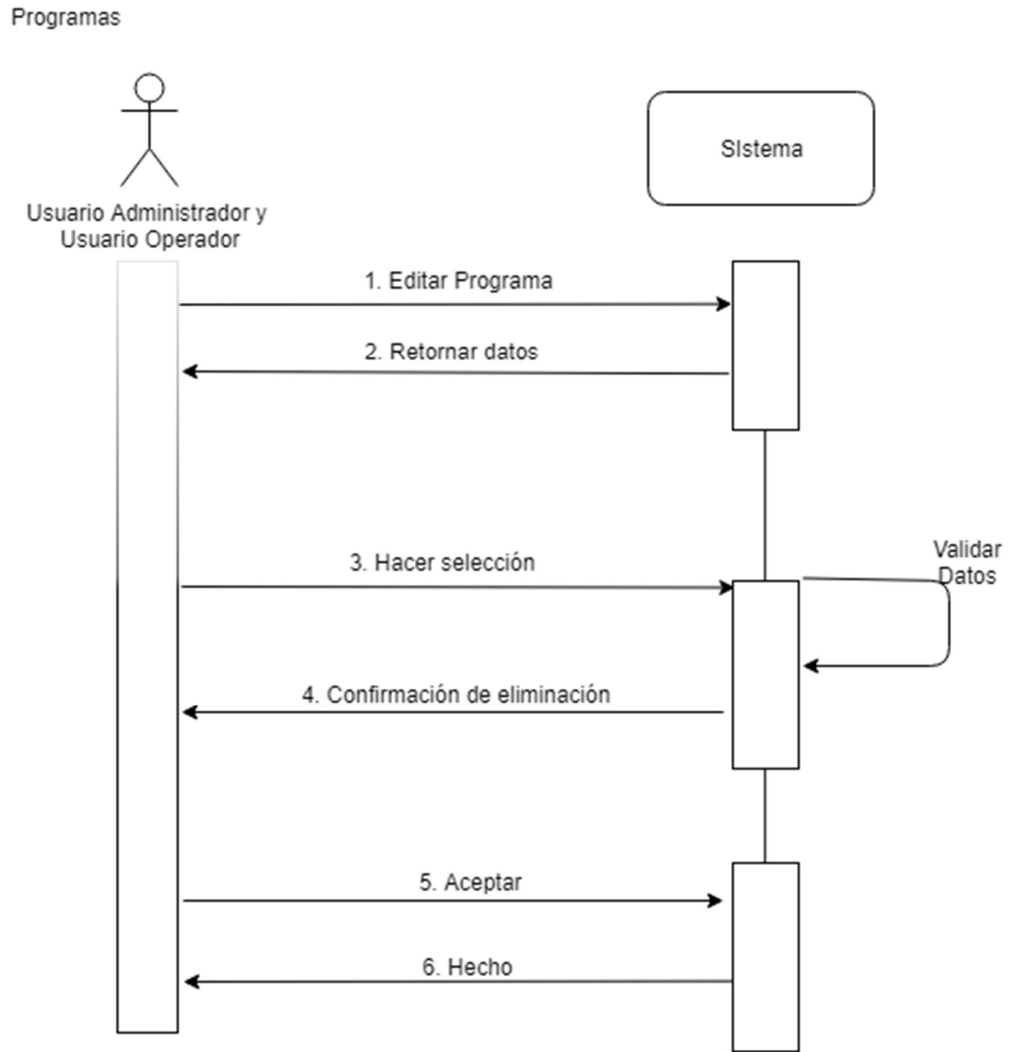 Programas
SIstema
Usuario Administrador y
Usuario Operador
1. Editar Programa
2. Retornar datos
3. Hacer selección
Validar
Datos
4. Confirmación de eliminación
5. Aceptar
6. Hecho